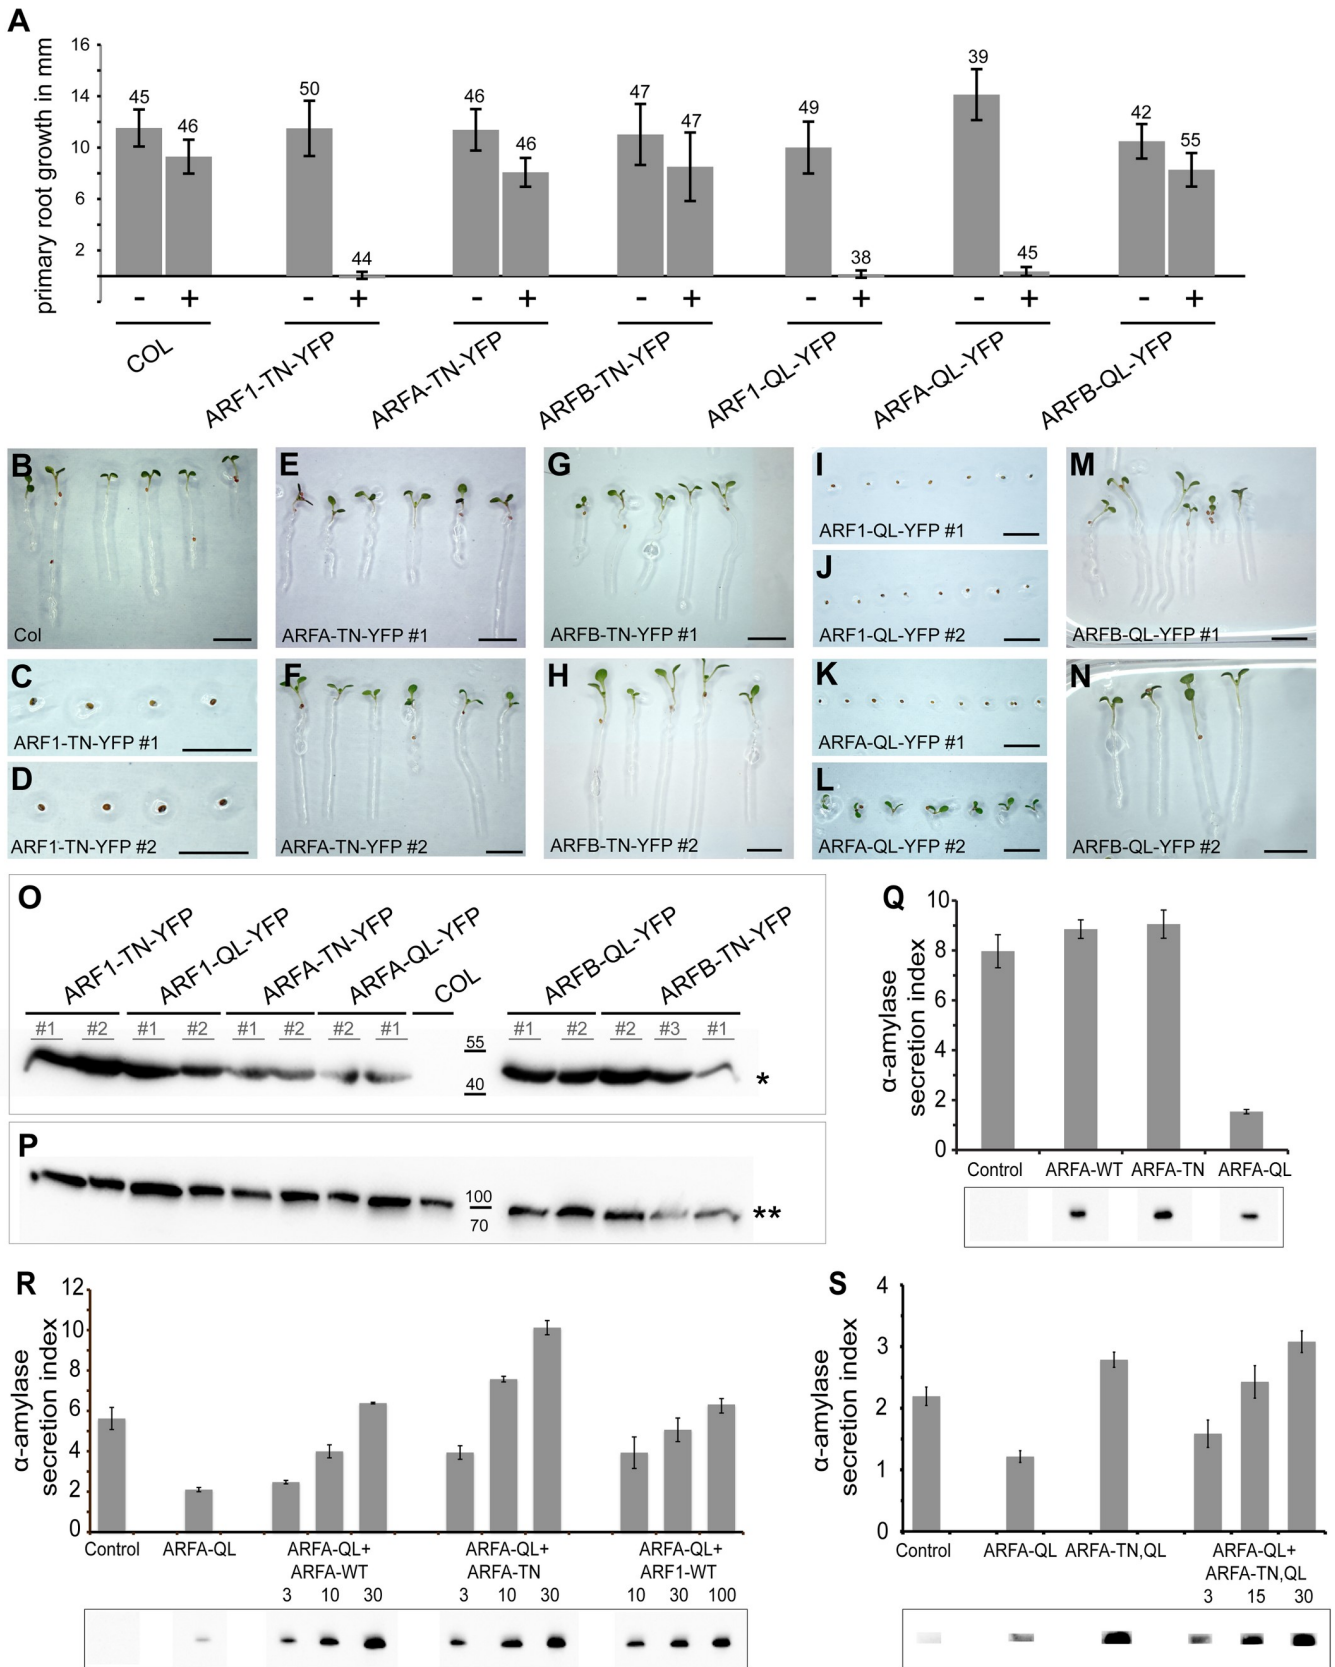 A
primary root growth in mm
16
14
10
6
2
45
46
50
44
46
46
47
47
49
38
39
45
42
55
- + - + - + - + - + - + - +
COL
ARF1-TN-YFP
ARFA-TN-YFP
ARFB-TN-YFP
ARF1-QL-YFP
ARFA-QL-YFP
ARFB-QL-YFP
B
Col
C
ARF1-TN-YFP #1
D
ARF1-TN-YFP #2
E
ARFA-TN-YFP #1
F
ARFA-TN-YFP #2
G
ARFB-TN-YFP #1
H
ARFB-TN-YFP #2
I
ARF1-QL-YFP #1
J
ARF1-QL-YFP #2
K
ARFA-QL-YFP #1
L
ARFA-QL-YFP #2
M
ARFB-QL-YFP #1
N
ARFB-QL-YFP #2
O
ARF1-TN-YFP
ARF1-QL-YFP
ARFA-TN-YFP
ARFA-QL-YFP
COL
ARFB-QL-YFP
ARFB-TN-YFP
#1 #2 #1 #2 #1 #2 #2 #1
#1 #2 #2 #3 #1
55
40
*
P
100
70
**
Q
α-amylase
secretion index
10
8
6
4
2
0
Control ARFA-WT ARFA-TN ARFA-QL
R
α-amylase
secretion index
12
10
8
6
4
2
0
Control
ARFA-QL
ARFA-QL+
ARFA-WT
3 10 30
ARFA-QL+
ARFA-TN
3 10 30
ARFA-QL+
ARF1-WT
10 30 100
S
α-amylase
secretion index
4
3
2
1
0
Control
ARFA-QL
ARFA-TN,QL
ARFA-QL+
ARFA-TN,QL
3 15 30